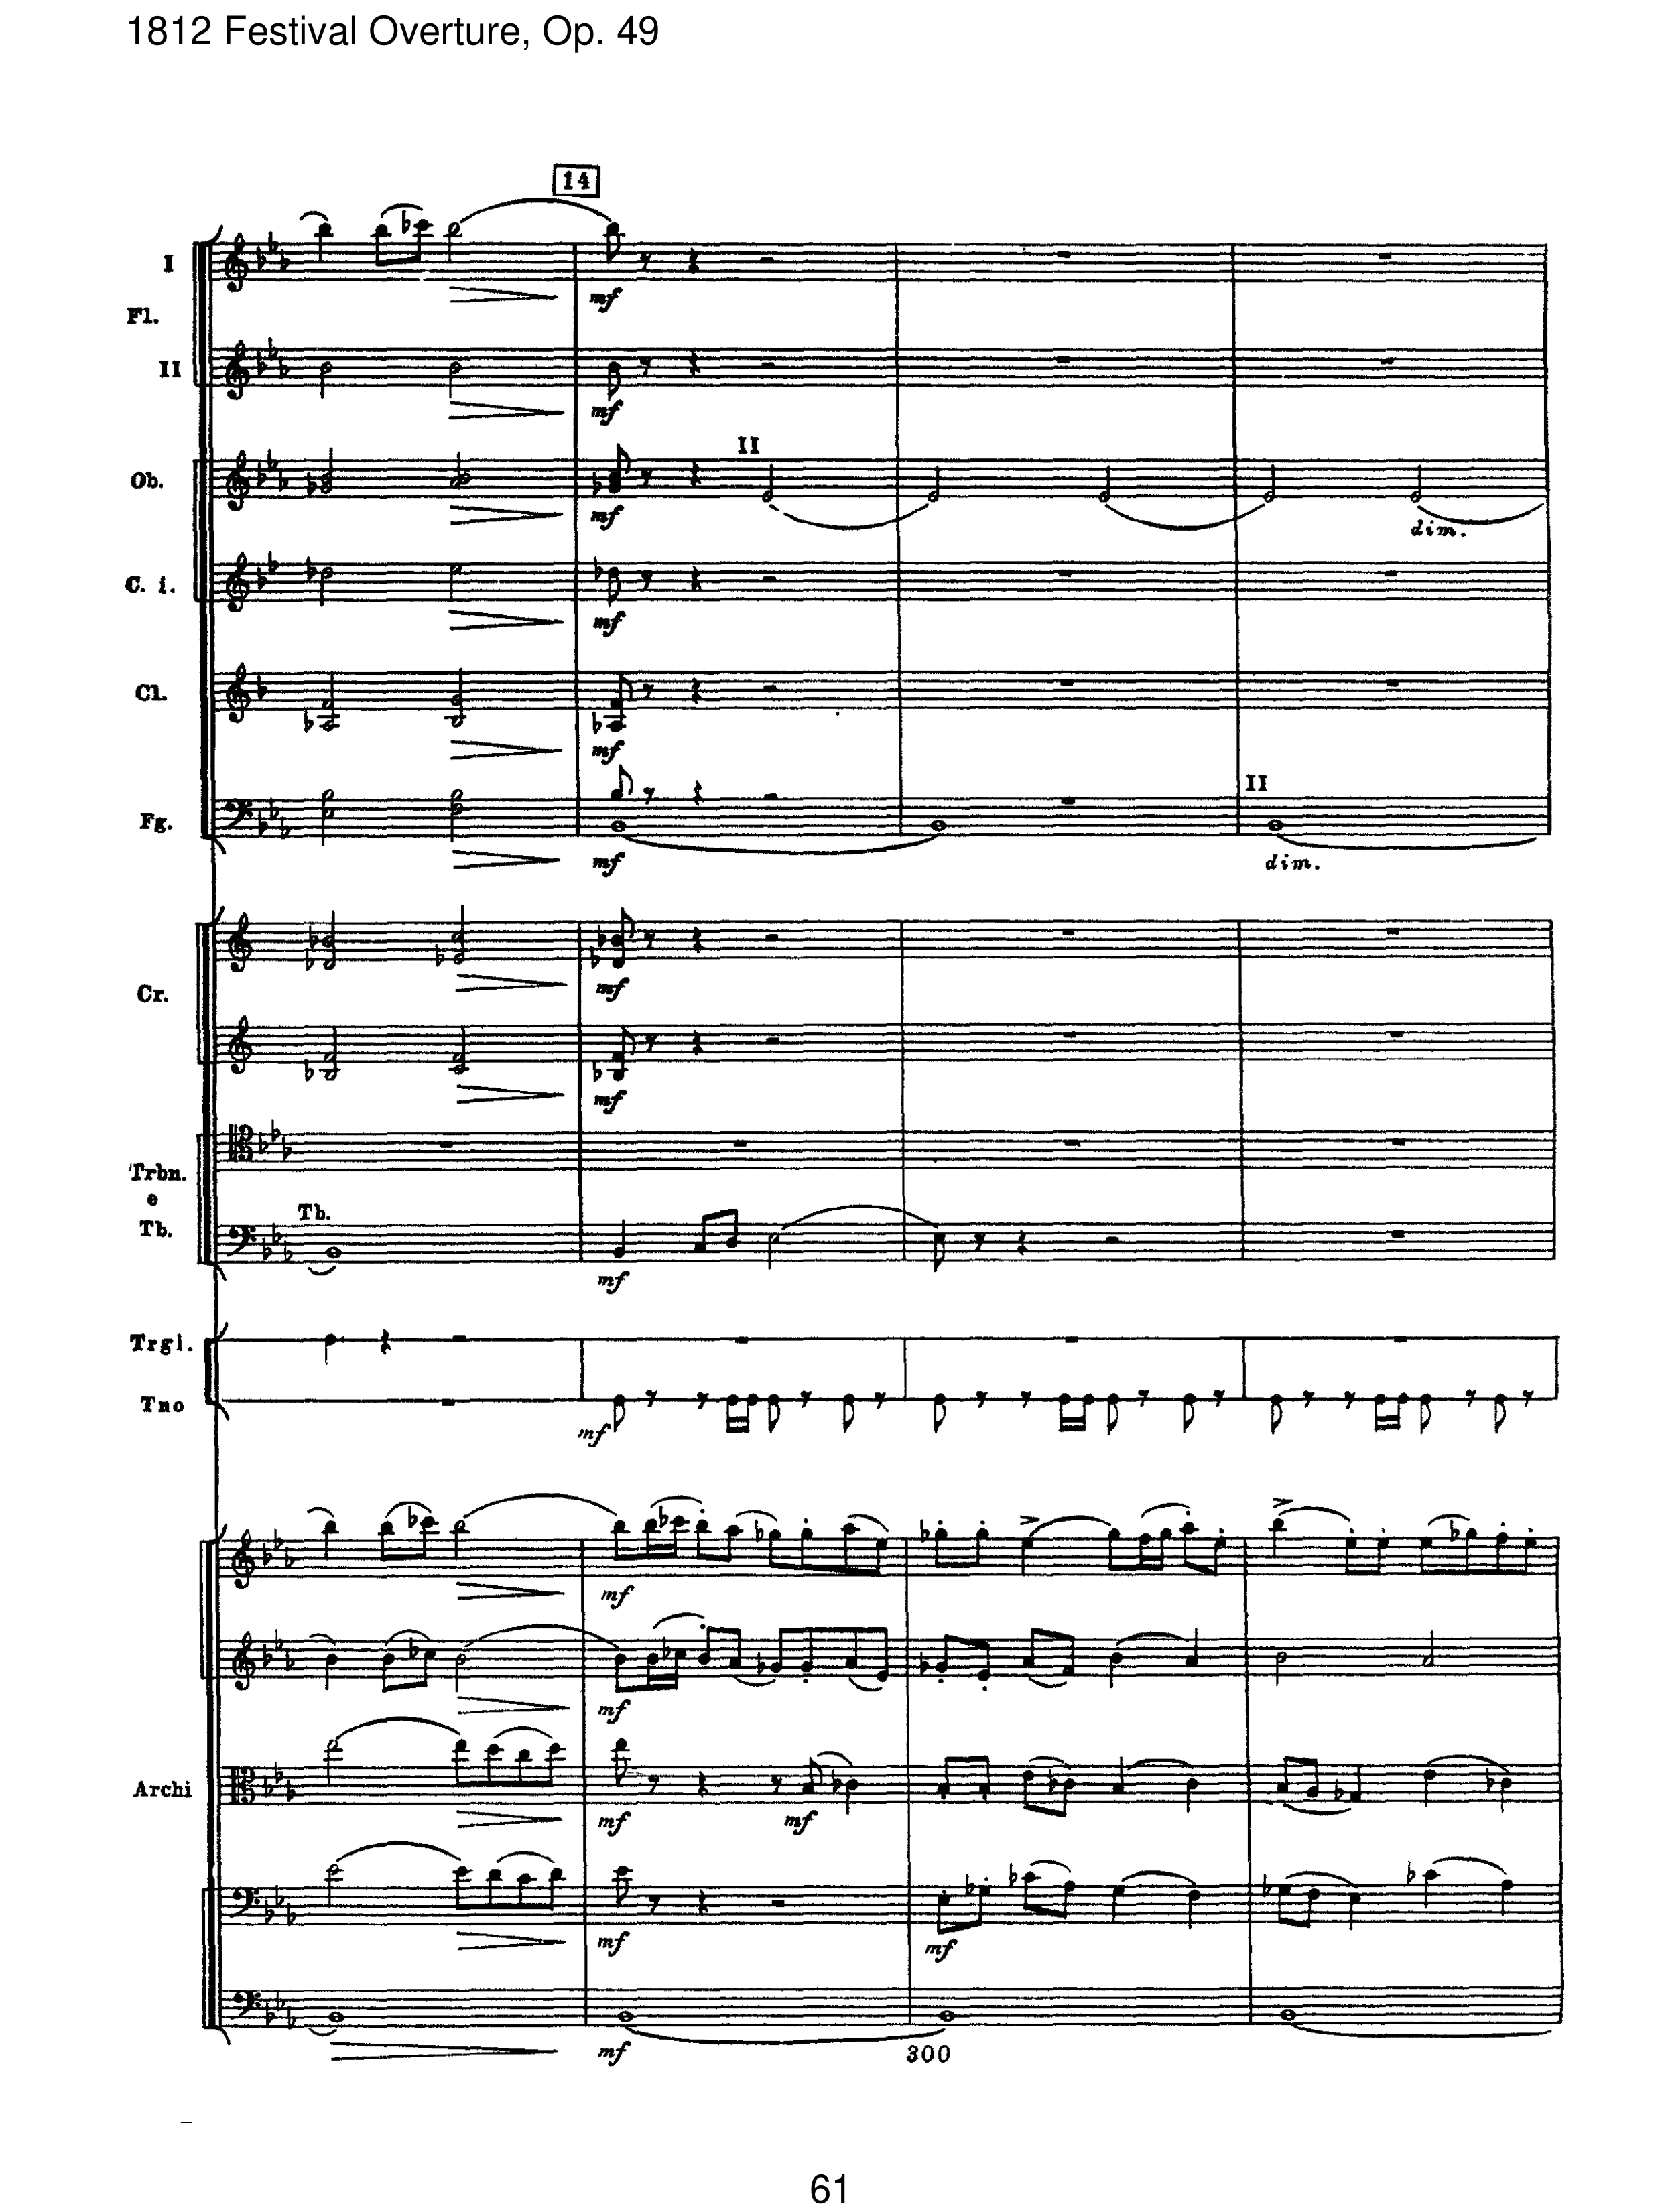 1812 Festival Overture, Op. 49
14
I
mf
Fl.
II
mf
II
Ob.
mf
dim.
C. i.
mf
Cl.
mf
II
Fg.
mf
dim.
mf
Cr.
mf
Trbn.
e
Tb.
Tb.
mf
Trgl.
Tno
mf
mf
mf
Archi
mf
mf
mf
mf
mf
300
61